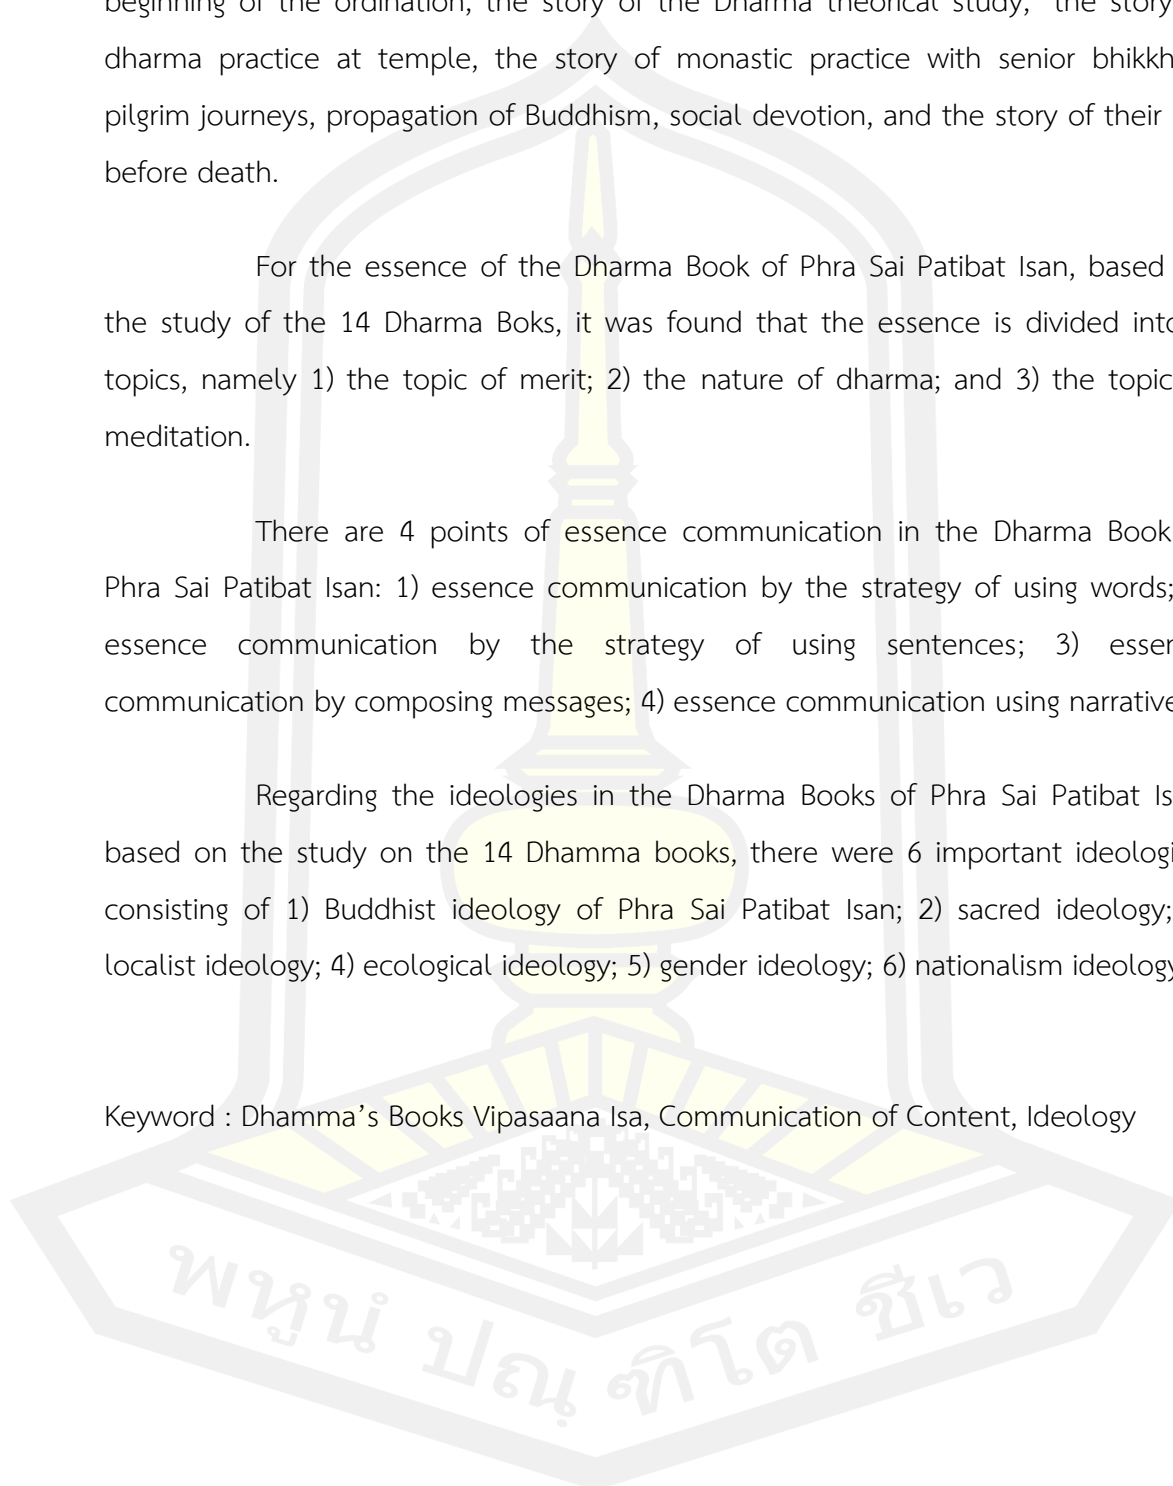 beginning of the ordination, the story of the Dharma theorical study, the story
dharma practice at temple, the story of monastic practice with senior bhikkh
pilgrim journeys, propagation of Buddhism, social devotion, and the story of their
before death.
For the essence of the Dharma Book of Phra Sai Patibat Isan, based
the study of the 14 Dharma Boks, it was found that the essence is divided into
topics, namely 1) the topic of merit; 2) the nature of dharma; and 3) the topic
meditation.
There are 4 points of essence communication in the Dharma Book
Phra Sai Patibat Isan: 1) essence communication by the strategy of using words;
essence communication by the strategy of using sentences; 3) essen
communication by composing messages; 4) essence communication using narrative
Regarding the ideologies in the Dharma Books of Phra Sai Patibat Is
based on the study on the 14 Dhamma books, there were 6 important ideologi
consisting of 1) Buddhist ideology of Phra Sai Patibat Isan; 2) sacred ideology;
localist ideology; 4) ecological ideology; 5) gender ideology; 6) nationalism ideology
Keyword : Dhamma’s Books Vipasaana Isa, Communication of Content, Ideology
พหูนํ ปณฺฑิโต ชีเว